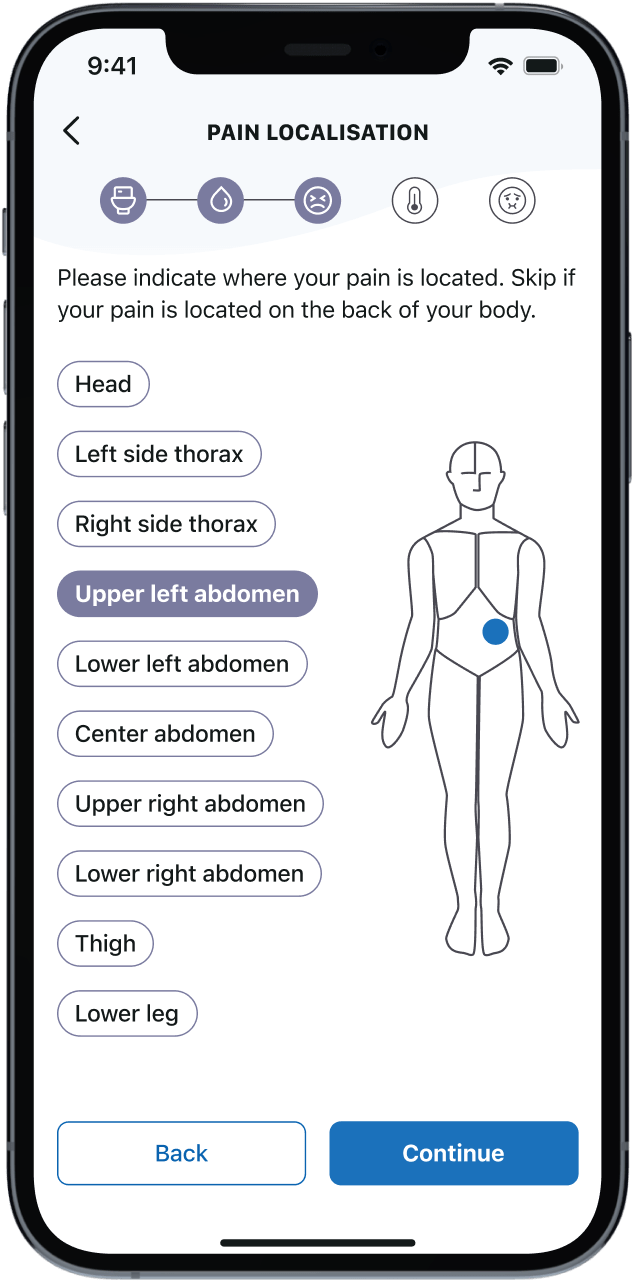 9:41
PAIN LOCALISATION
Please indicate where your pain is located. Skip if
your pain is located on the back of your body.
Head
Left side thorax
Right side thorax
Upper left abdomen
Lower left abdomen
Center abdomen
Upper right abdomen
Lower right abdomen
Thigh
Lower leg
Back
Continue